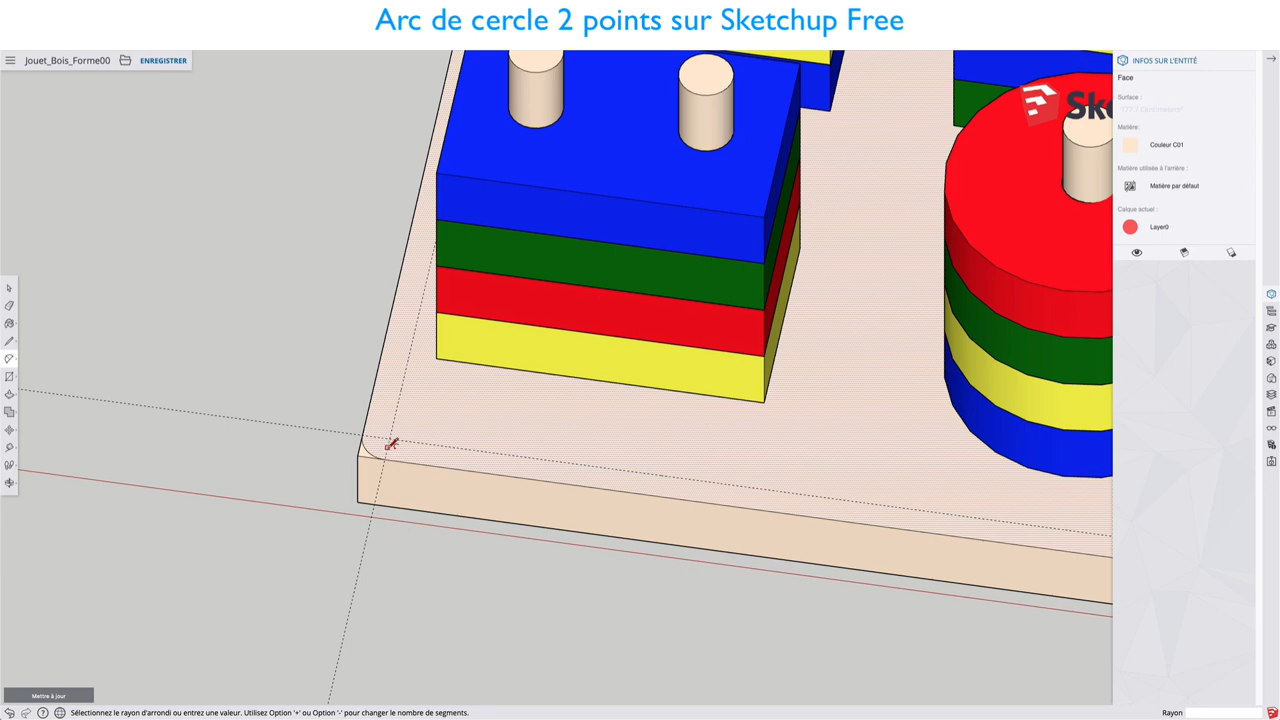 Arc de cercle 2 points sur Sketchup Free
Jouet_Bois_Forme00
ENREGISTRER
INFOS SUR L'ENTITÉ
Face
Surface :
Matière:
Couleur C01
Matière utilisée à l'arrière :
Matière par défaut
Calque actuel :
Layer0
Ske
Mettre à jour
Sélectionnez le rayon d'arrondi ou entrez une valeur. Utilisez Option '+' ou Option '-' pour changer le nombre de segments.
Rayon